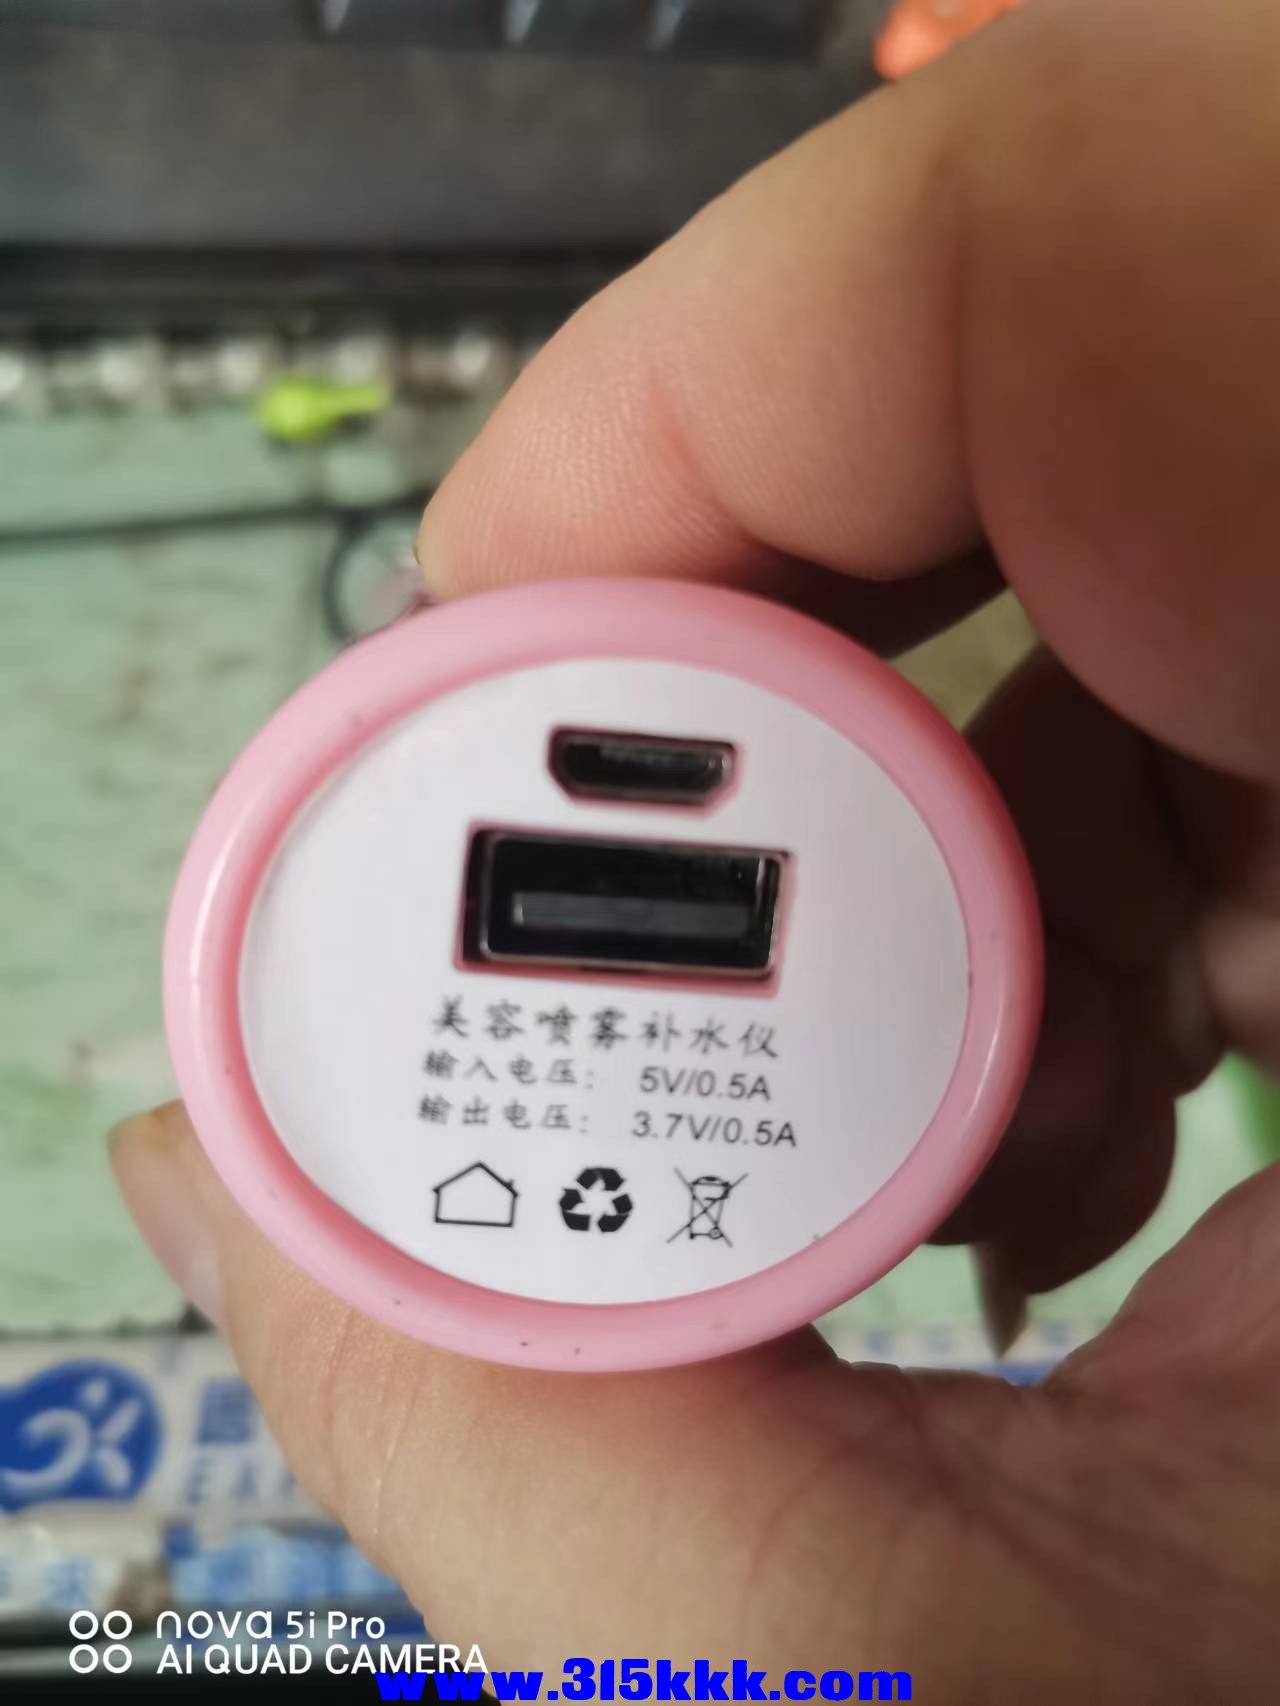 美容喷雾补水仪
输入电压： 5V/0.5A
输出电压： 3.7V/0.5A
nova 5i Pro
AI QUAD CAMERA
www.315kkk.com